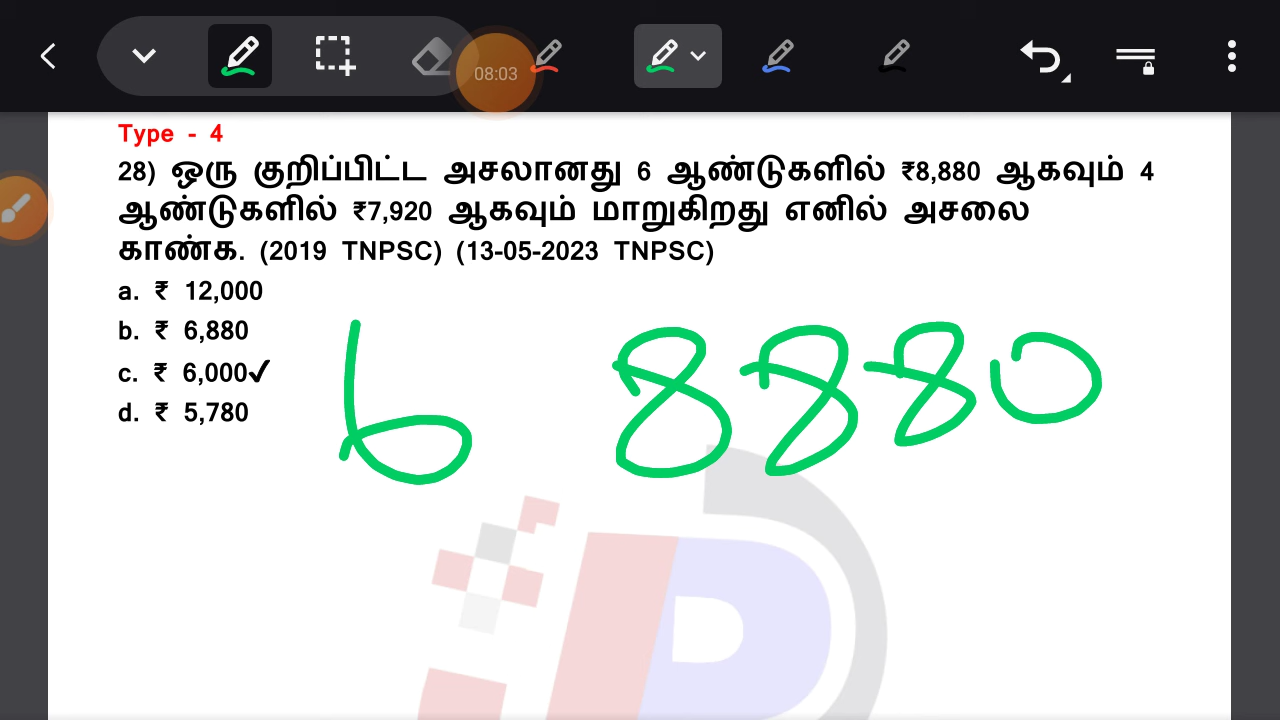 08:03
Type - 4
28) ஒரு குறிப்பிட்ட அசலானது 6 ஆண்டுகளில் ₹8,880 ஆகவும் 4
ஆண்டுகளில் ₹7,920 ஆகவும் மாறுகிறது எனில் அசலை
காண்க. (2019 TNPSC) (13-05-2023 TNPSC)
a. ₹ 12,000
b. ₹ 6,880
c. ₹ 6,000✓
d. ₹ 5,780
6 8880